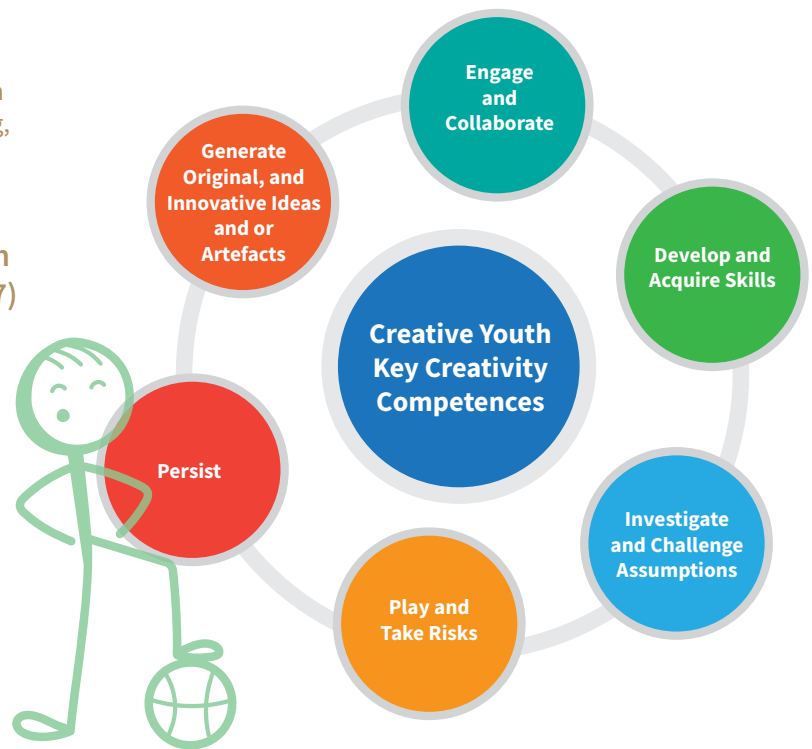 7)
Engage
and
Collaborate
Develop and
Acquire Skills
Investigate
and Challenge
Assumptions
Play and
Take Risks
Persist
Generate
Original, and
Innovative Ideas
and or
Artefacts
Creative Youth
Key Creativity
Competences